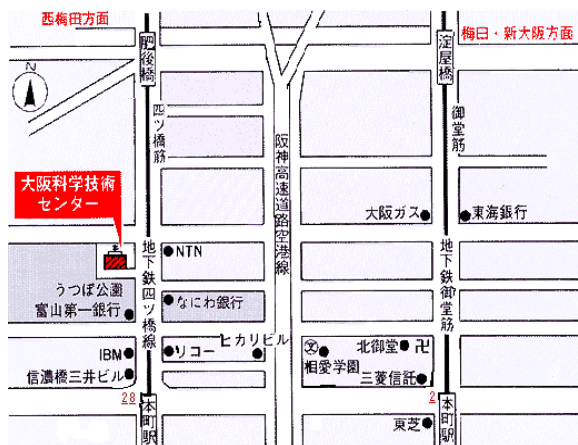 西梅田方面
梅田・新大阪方面
肥後橋
淀屋橋
N
四ツ橋筋
御堂筋
阪神高速道路空港線
大阪科学技術
センター
大阪ガス
東海銀行
NTN
地下鉄四ツ橋線
地下鉄御堂筋
うつぼ公園
富山第一銀行
なにわ銀行
ヒカリビル
IBM
リコー
文
北御堂
卍
相愛学園
信濃橋三井ビル
三菱信託
28
2
本町駅
本町駅
東芝